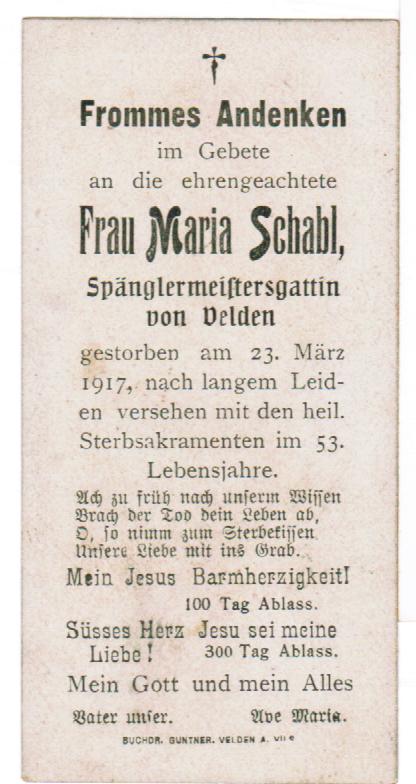 Frommes Andenken
im Gebete
an die ehrengeachtete
Frau Maria Schabl,
Spänglermeiſtersgattin
von Velden
gestorben am 23. März
1917, nach langem Leid-
en versehen mit den heil.
Sterbsakramenten im 53.
Lebensjahre.
Ach zu früh nach unſerm Wiſſen
Brach der Tod dein Leben ab,
O, ſo nimm zum Sterbekiſſen
Unſere Liebe mit ins Grab.
Mein Jesus Barmherzigkeit!
100 Tag Ablass.
Süsses Herz Jesu sei meine
Liebe! 300 Tag Ablass.
Mein Gott und mein Alles
Vater unſer. Ave Maria.
BUCHDR. GUNTNER, VELDEN A. VILS